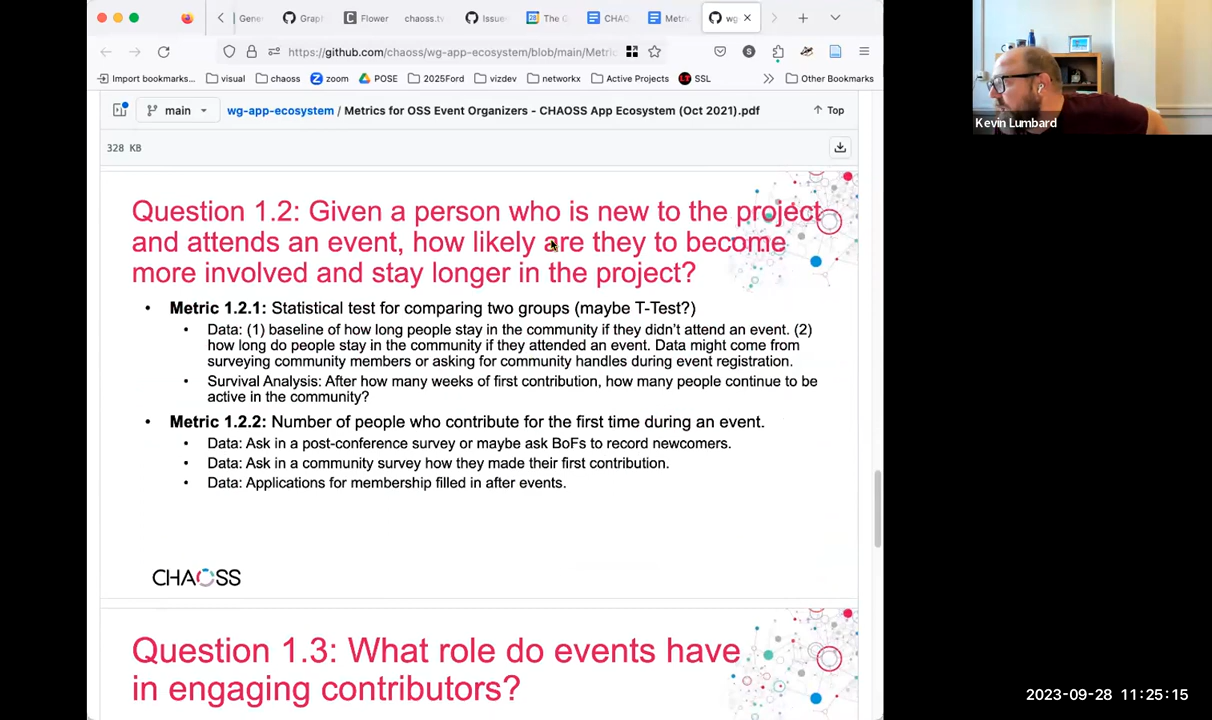 Gene
Grap
Flower
chaoss.tv
Issue
The C
CHAO
Metri
wg
https://github.com/chaoss/wg-app-ecosystem/blob/main/Metri
Import bookmarks...
visual
chaoss
zoom
POSE
2025Ford
vizdev
networkx
Active Projects
SSL
Other Bookmarks
main
wg-app-ecosystem / Metrics for OSS Event Organizers - CHAOSS App Ecosystem (Oct 2021).pdf
Top
328 KB
Question 1.2: Given a person who is new to the project
and attends an event, how likely are they to become
more involved and stay longer in the project?
• Metric 1.2.1: Statistical test for comparing two groups (maybe T-Test?)
• Data: (1) baseline of how long people stay in the community if they didn't attend an event. (2)
how long do people stay in the community if they attended an event. Data might come from
surveying community members or asking for community handles during event registration.
• Survival Analysis: After how many weeks of first contribution, how many people continue to be
active in the community?
• Metric 1.2.2: Number of people who contribute for the first time during an event.
• Data: Ask in a post-conference survey or maybe ask BoFs to record newcomers.
• Data: Ask in a community survey how they made their first contribution.
• Data: Applications for membership filled in after events.
CHAOSS
Question 1.3: What role do events have
in engaging contributors?
Kevin Lumbard
2023-09-28 11:25:15